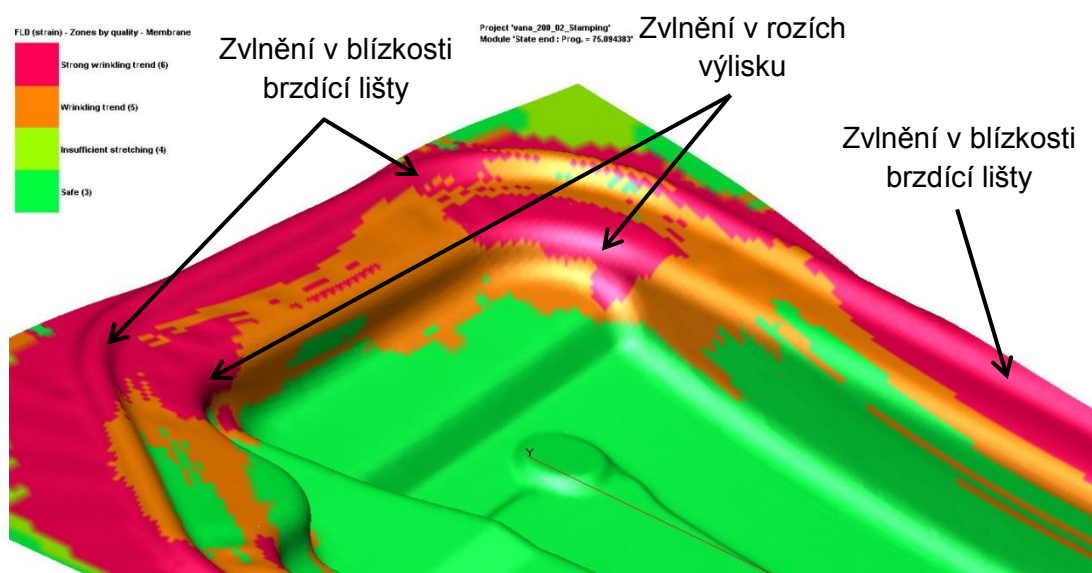 FLD (strain) - Zones by quality - Membrane
Strong wrinkling trend (6)
Wrinkling trend (5)
Insufficient stretching (4)
Safe (3)
Zvlnění v blízkosti
brzdící lišty
Project 'vana_200_02_Stamping'
Module 'State end : Prog. = 75.094383'
Zvlnění v rozích
výlisku
Zvlnění v blízkosti
brzdící lišty
Y